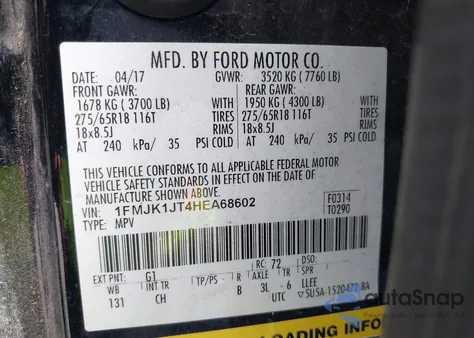 MFD. BY FORD MOTOR CO.
DATE: 04/17 GVWR: 3520 KG ( 7760 LB)
FRONT GAWR: REAR GAWR:
1678 KG ( 3700 LB) WITH 1950 KG ( 4300 LB) WITH
275/65R18 116T TIRES 275/65R18 116T TIRES
18x8.5J RIMS 18x8.5J RIMS
AT 240 kPa/ 35 PSI COLD AT 240 kPa/ 35 PSI COLD
THIS VEHICLE CONFORMS TO ALL APPLICABLE FEDERAL MOTOR
VEHICLE SAFETY STANDARDS IN EFFECT ON THE DATE OF
MANUFACTURE SHOWN ABOVE.
VIN: 1FMJK1JT4HEA68602 F0314
TYPE: MPV T0290
EXT PNT: G1 RC: 72 DSO:
WB INT TR TP/PS R AXLE TR SPR
131 CH B 3L 6 LLEE
UTC
autaSnap
LOADING INFO